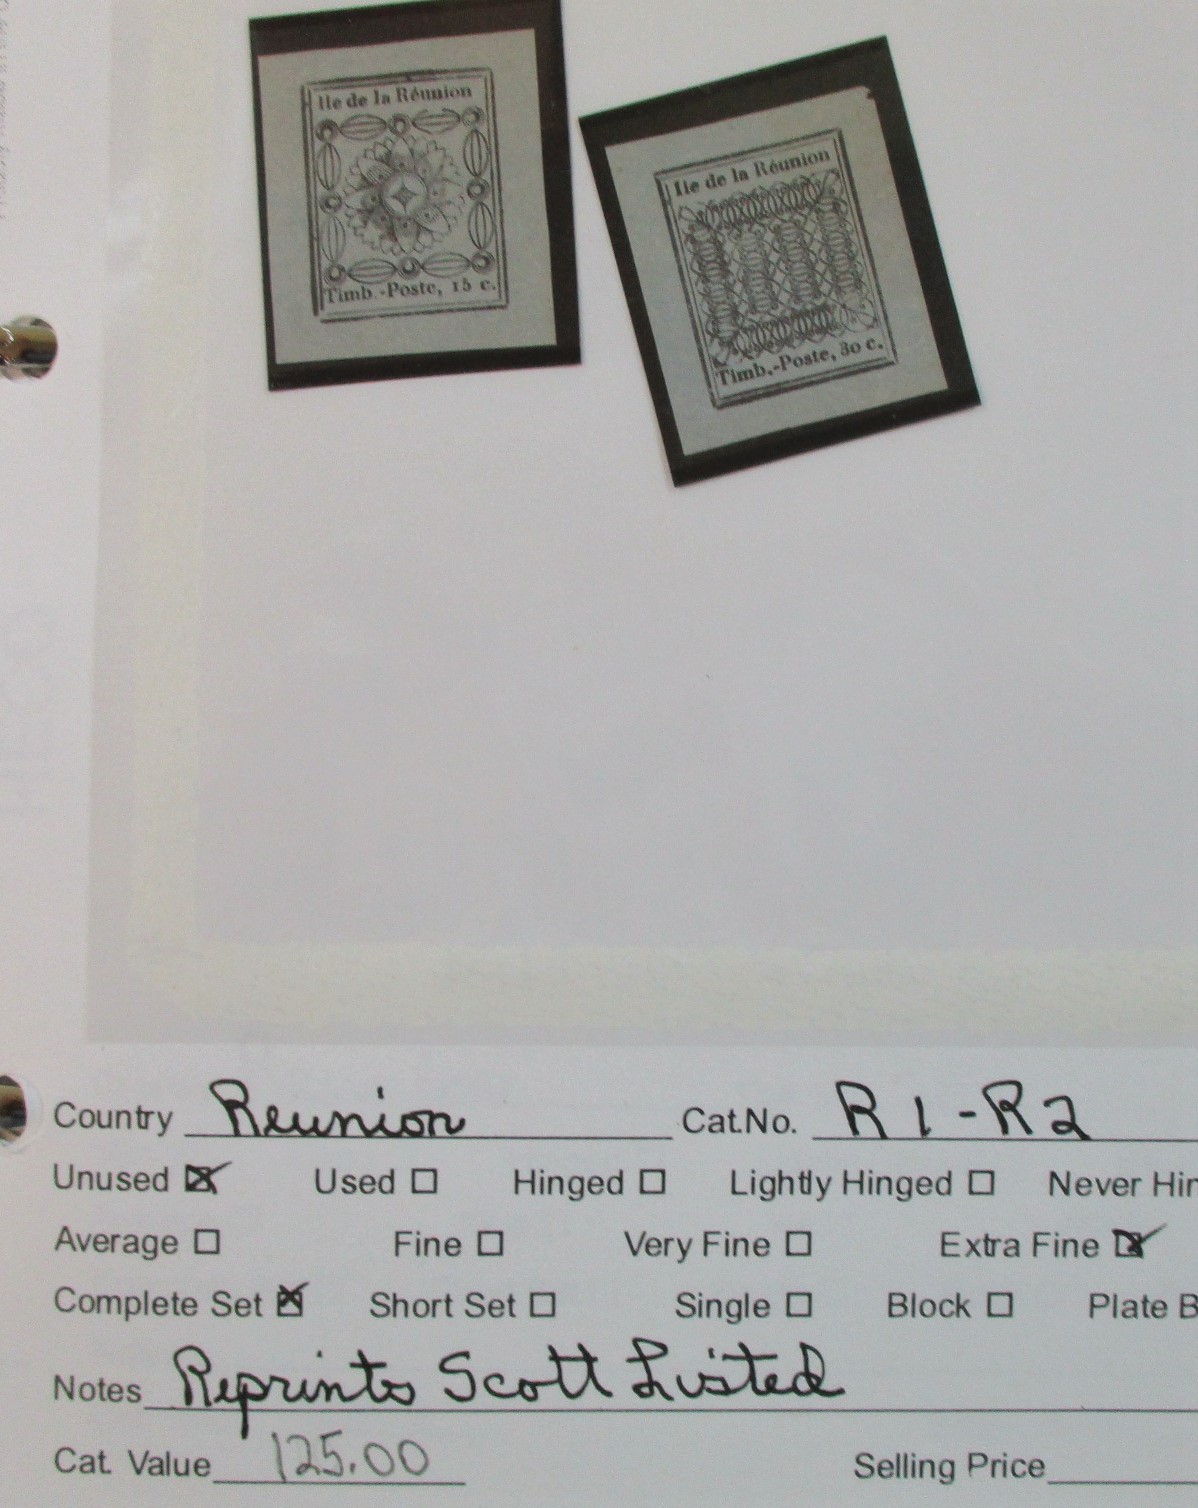 Ile de la Réunion
Timb.-Poste, 15 c.
Ile de la Réunion
Timb.-Poste, 30 c.
Country Reunion Cat.No. R1-R2
Unused Used Hinged Lightly Hinged Never Hin
Average Fine Very Fine Extra Fine
Complete Set Short Set Single Block Plate B
Notes Reprints Scott Listed
Cat. Value 125.00 Selling Price